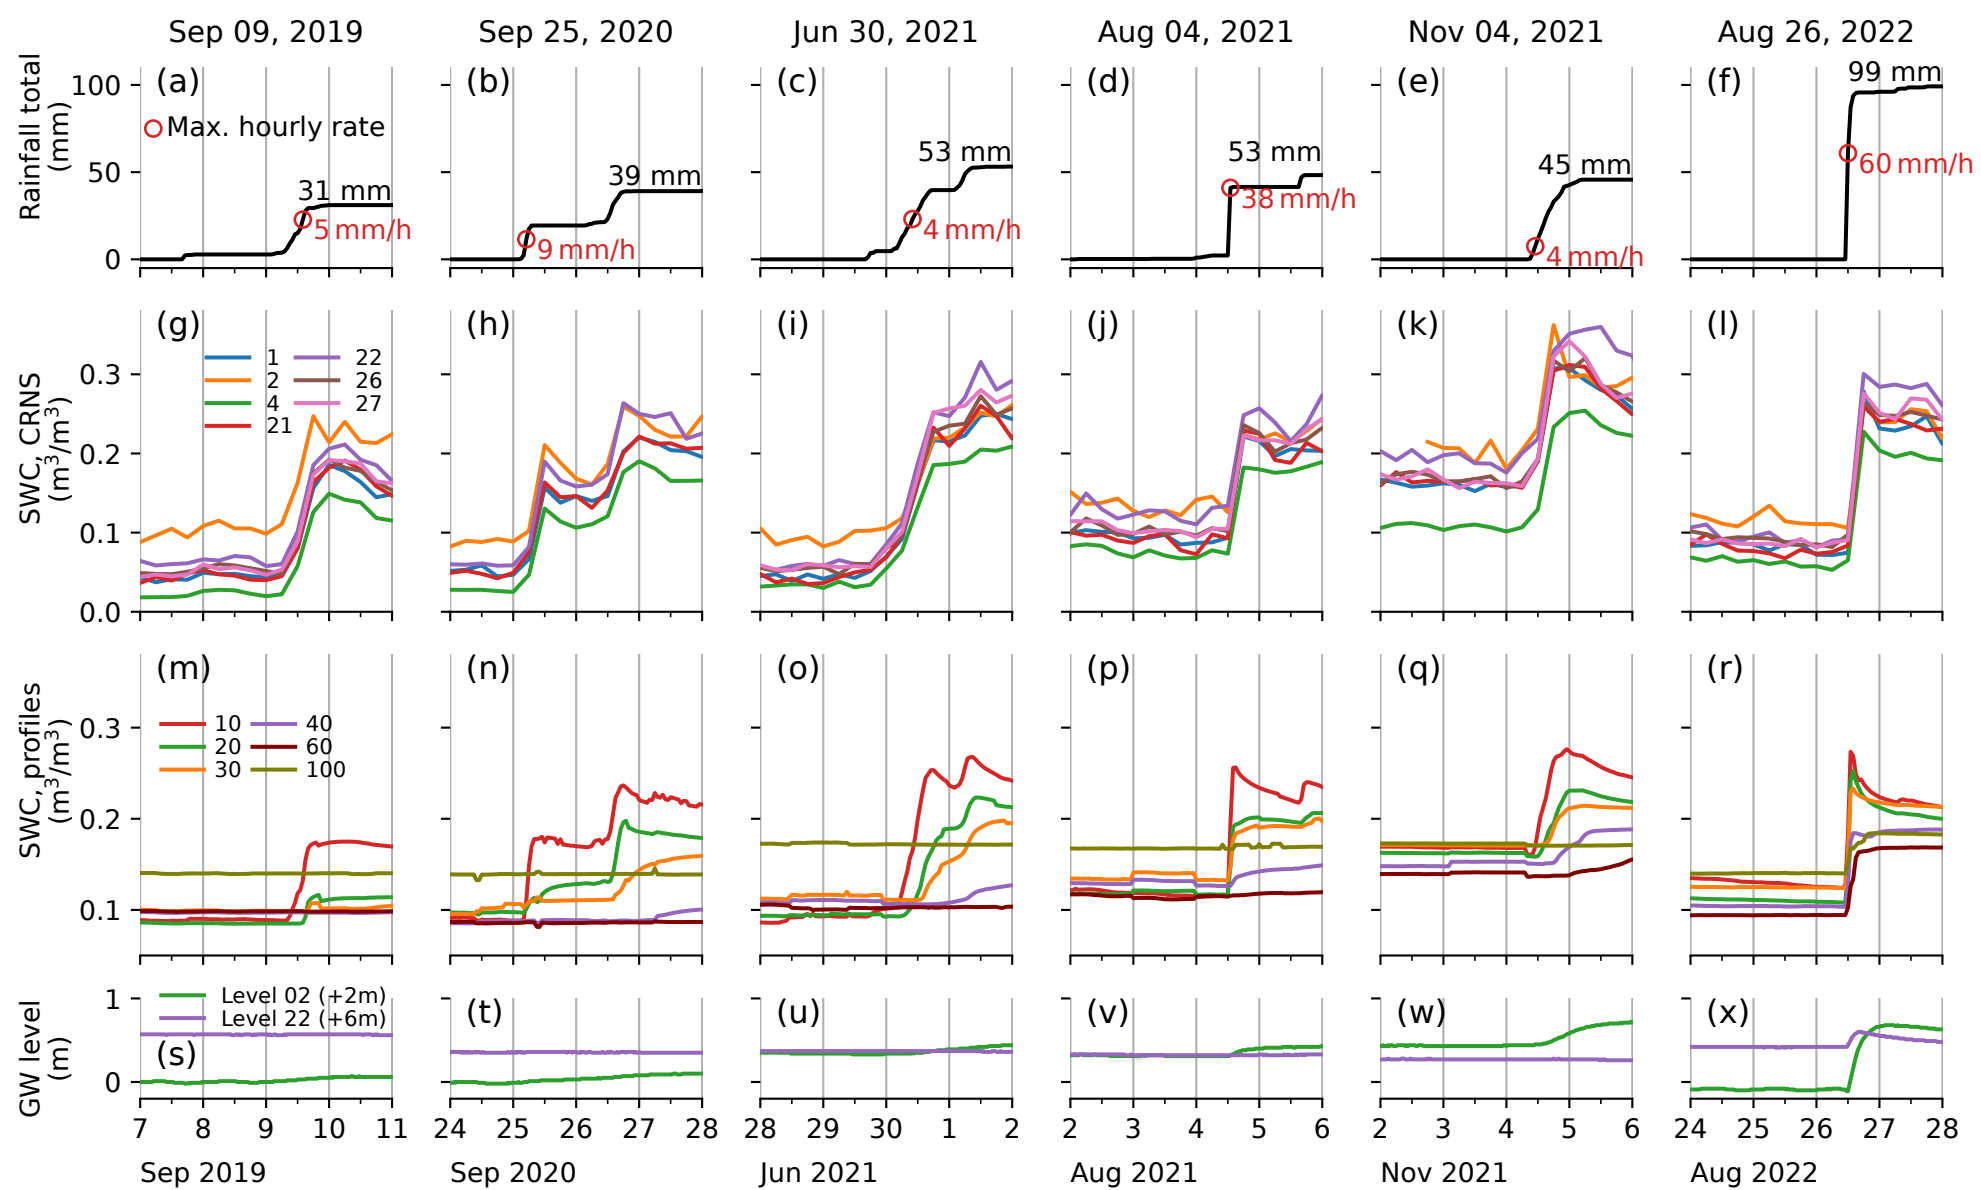 Sep 09, 2019
Sep 25, 2020
Jun 30, 2021
Aug 04, 2021
Nov 04, 2021
Aug 26, 2022
Rainfall total
(mm)
100
50
0
(a)
Max. hourly rate
31 mm
5 mm/h
(b)
39 mm
9 mm/h
(c)
53 mm
4 mm/h
(d)
53 mm
38 mm/h
(e)
45 mm
4 mm/h
(f)
99 mm
60 mm/h
SWC, CRNS
(m³/m³)
0.3
0.2
0.1
0.0
(g)
1
2
4
21
22
26
27
(h)
(i)
(j)
(k)
(l)
SWC, profiles
(m³/m³)
0.3
0.2
0.1
(m)
10
20
30
40
60
100
(n)
(o)
(p)
(q)
(r)
GW level
(m)
1
0
Level 02 (+2m)
Level 22 (+6m)
(s)
(t)
(u)
(v)
(w)
(x)
7 8 9 10 11
24 25 26 27 28
28 29 30 1 2
2 3 4 5 6
2 3 4 5 6
24 25 26 27 28
Sep 2019
Sep 2020
Jun 2021
Aug 2021
Nov 2021
Aug 2022